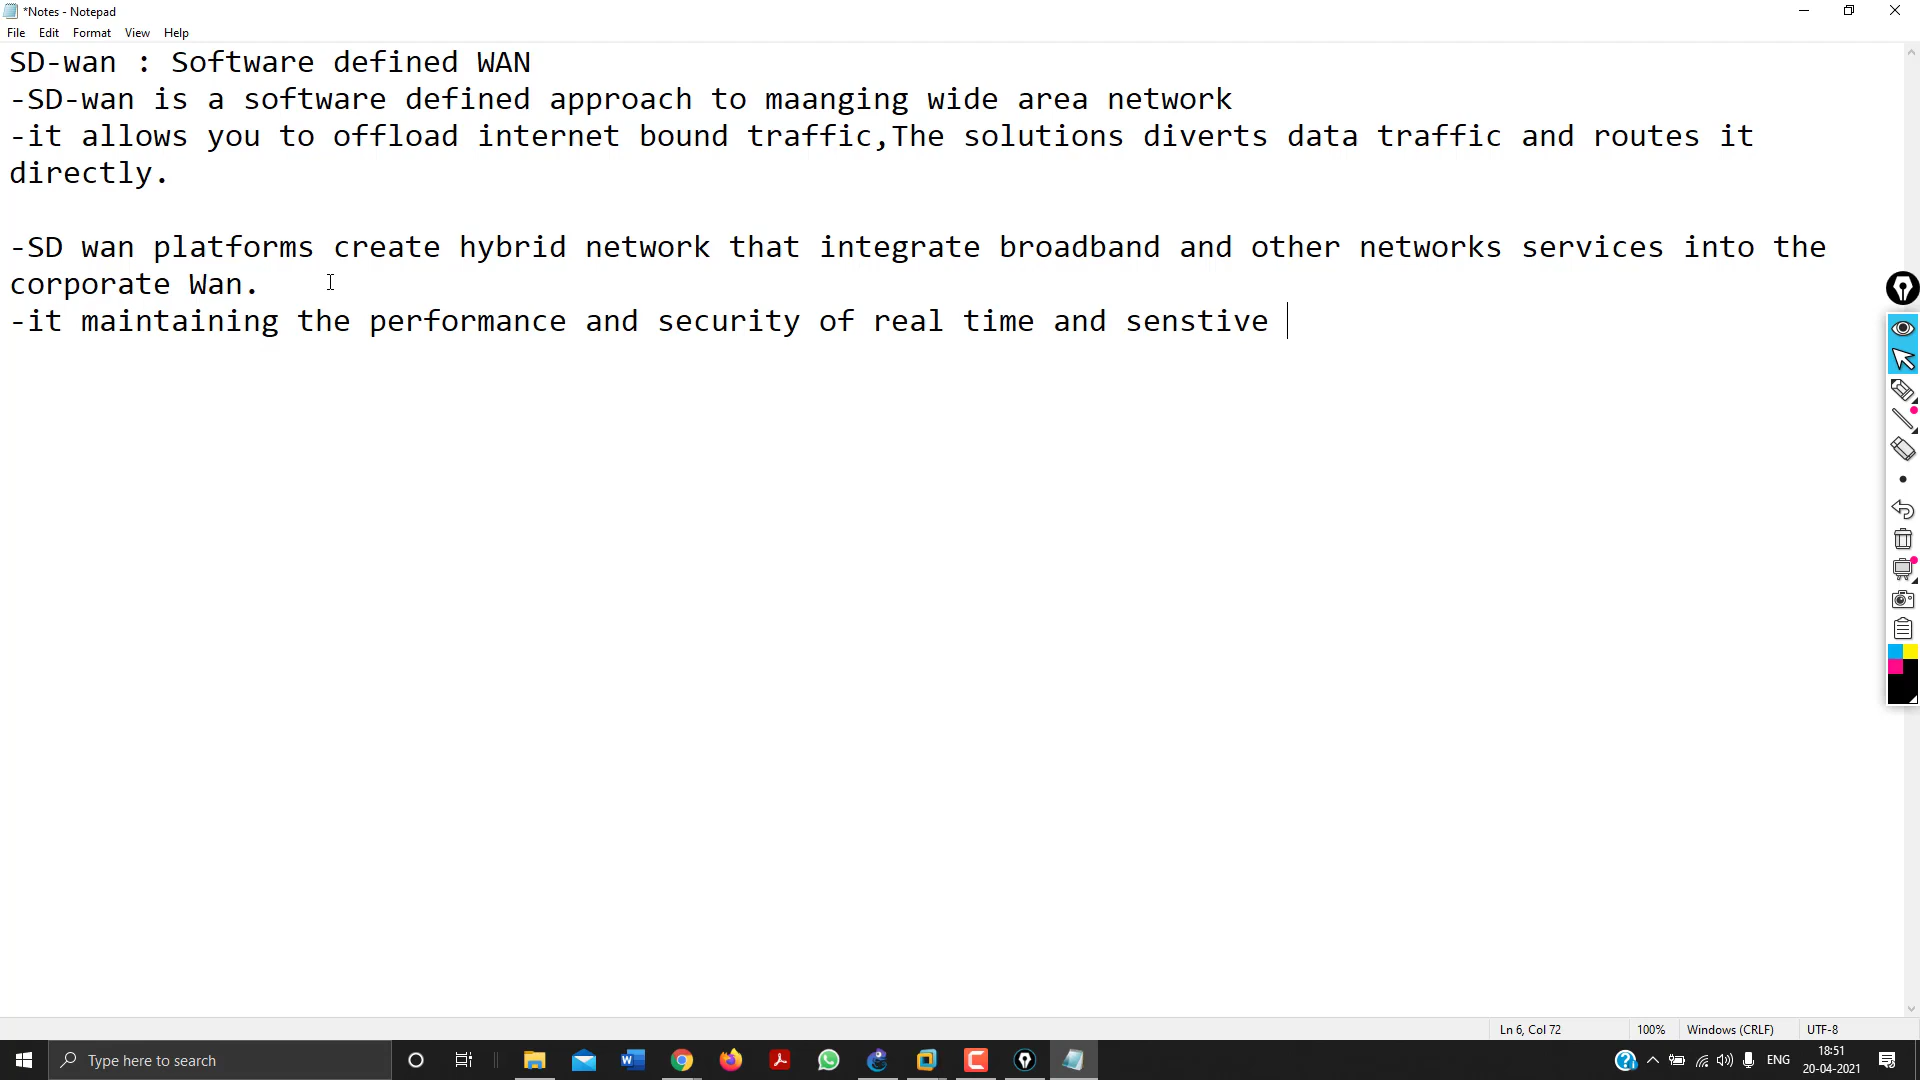 *Notes - Notepad
File Edit Format View Help
SD-wan : Software defined WAN
-SD-wan is a software defined approach to maanging wide area network
-it allows you to offload internet bound traffic,The solutions diverts data traffic and routes it
directly.
-SD wan platforms create hybrid network that integrate broadband and other networks services into the
corporate Wan.
-it maintaining the performance and security of real time and senstive
Ln 6, Col 72 100% Windows (CRLF) UTF-8
Type here to search
ENG
18:51
20-04-2021